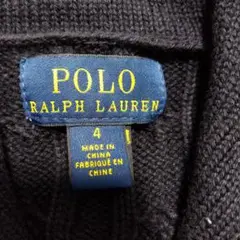 POLO
RALPH LAUREN
4
MADE IN
CHINA
FABRIQUÉ EN
CHINE